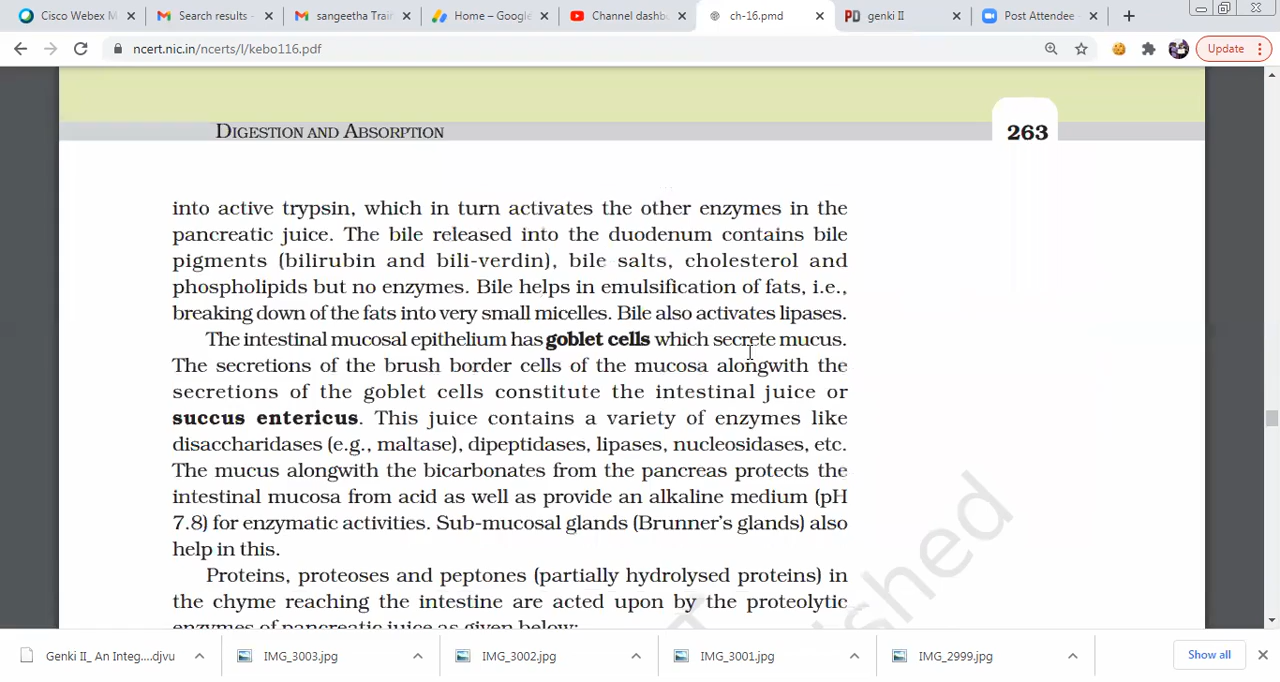 Cisco Webex M
Search results -
sangeetha Trai
Home – Google
Channel dashb
ch-16.pmd
PD genki II
Post Attendee -
ncert.nic.in/ncerts/l/kebo116.pdf
Update
DIGESTION AND ABSORPTION
263
into active trypsin, which in turn activates the other enzymes in the
pancreatic juice. The bile released into the duodenum contains bile
pigments (bilirubin and bili-verdin), bile salts, cholesterol and
phospholipids but no enzymes. Bile helps in emulsification of fats, i.e.,
breaking down of the fats into very small micelles. Bile also activates lipases.
The intestinal mucosal epithelium has goblet cells which secrete mucus.
The secretions of the brush border cells of the mucosa alongwith the
secretions of the goblet cells constitute the intestinal juice or
succus entericus. This juice contains a variety of enzymes like
disaccharidases (e.g., maltase), dipeptidases, lipases, nucleosidases, etc.
The mucus alongwith the bicarbonates from the pancreas protects the
intestinal mucosa from acid as well as provide an alkaline medium (pH
7.8) for enzymatic activities. Sub-mucosal glands (Brunner's glands) also
help in this.
Proteins, proteoses and peptones (partially hydrolysed proteins) in
the chyme reaching the intestine are acted upon by the proteolytic
enzymes of pancreatic juice as given below:
shed
Genki II_ An Integ....djvu
IMG_3003.jpg
IMG_3002.jpg
IMG_3001.jpg
IMG_2999.jpg
Show all